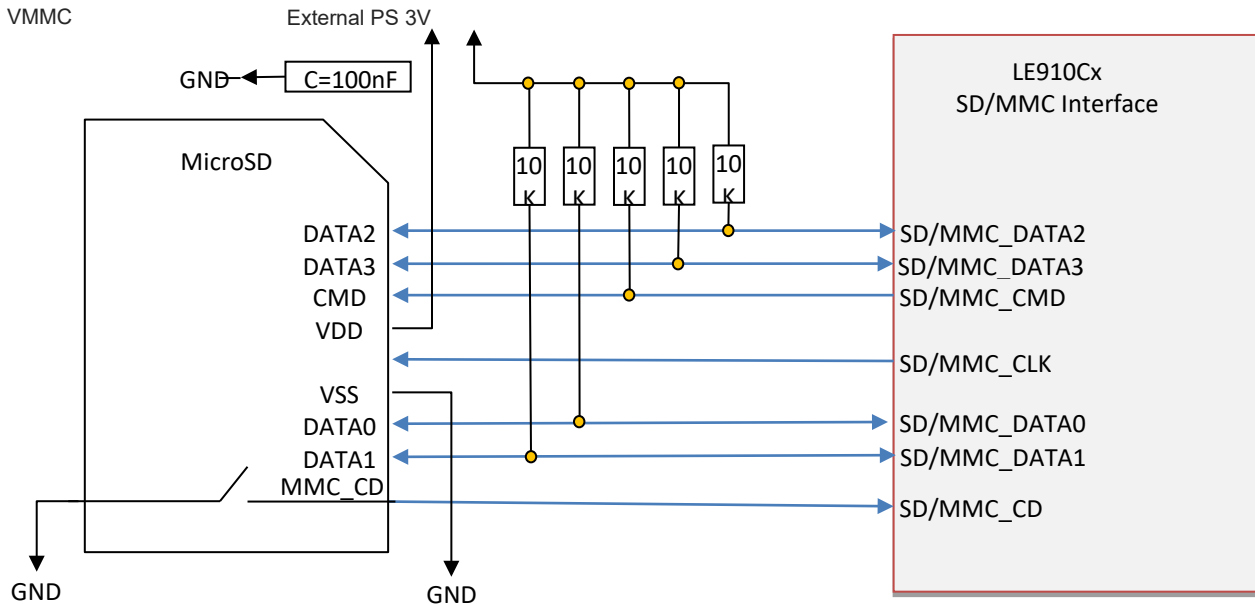 VMMC
External PS 3V
GND
C=100nF
LE910Cx
SD/MMC Interface
MicroSD
10
K
10
K
10
K
10
K
10
K
DATA2
SD/MMC_DATA2
DATA3
SD/MMC_DATA3
CMD
SD/MMC_CMD
VDD
SD/MMC_CLK
VSS
DATA0
SD/MMC_DATA0
DATA1
SD/MMC_DATA1
MMC_CD
SD/MMC_CD
GND
GND